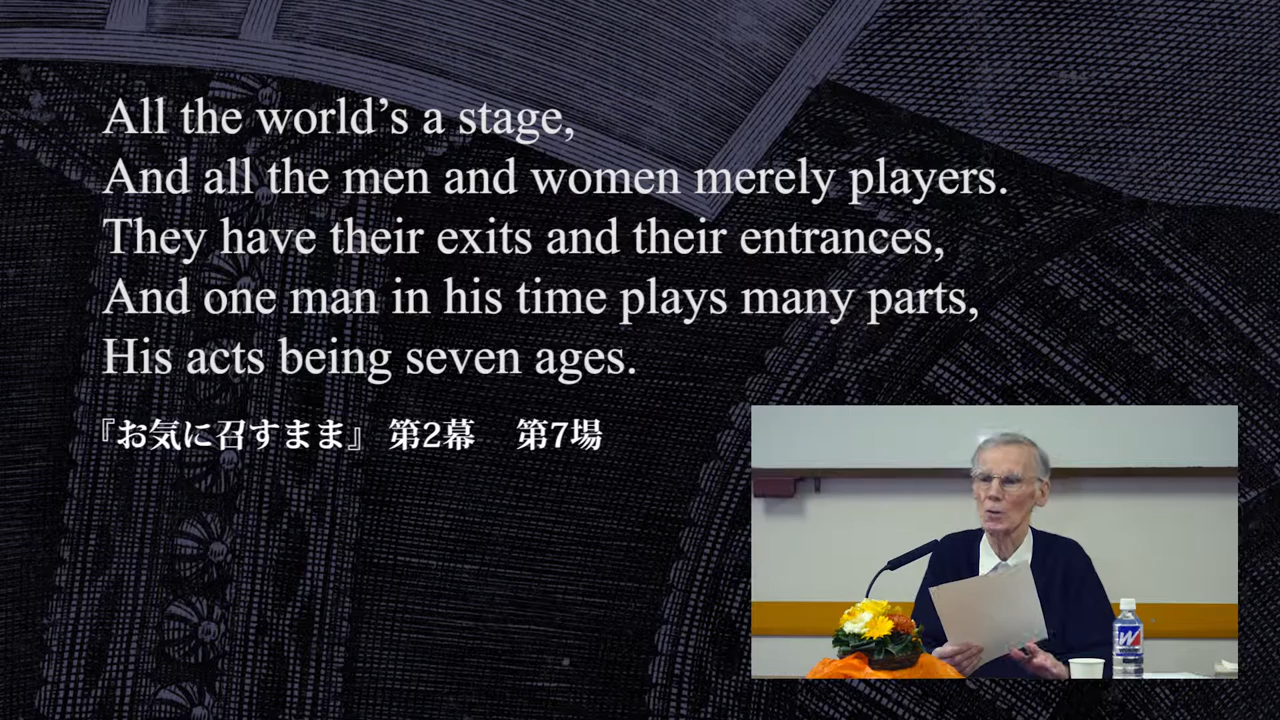 All the world’s a stage,
And all the men and women merely players.
They have their exits and their entrances,
And one man in his time plays many parts,
His acts being seven ages.
『お気に召すまま』 第2幕　第7場
W